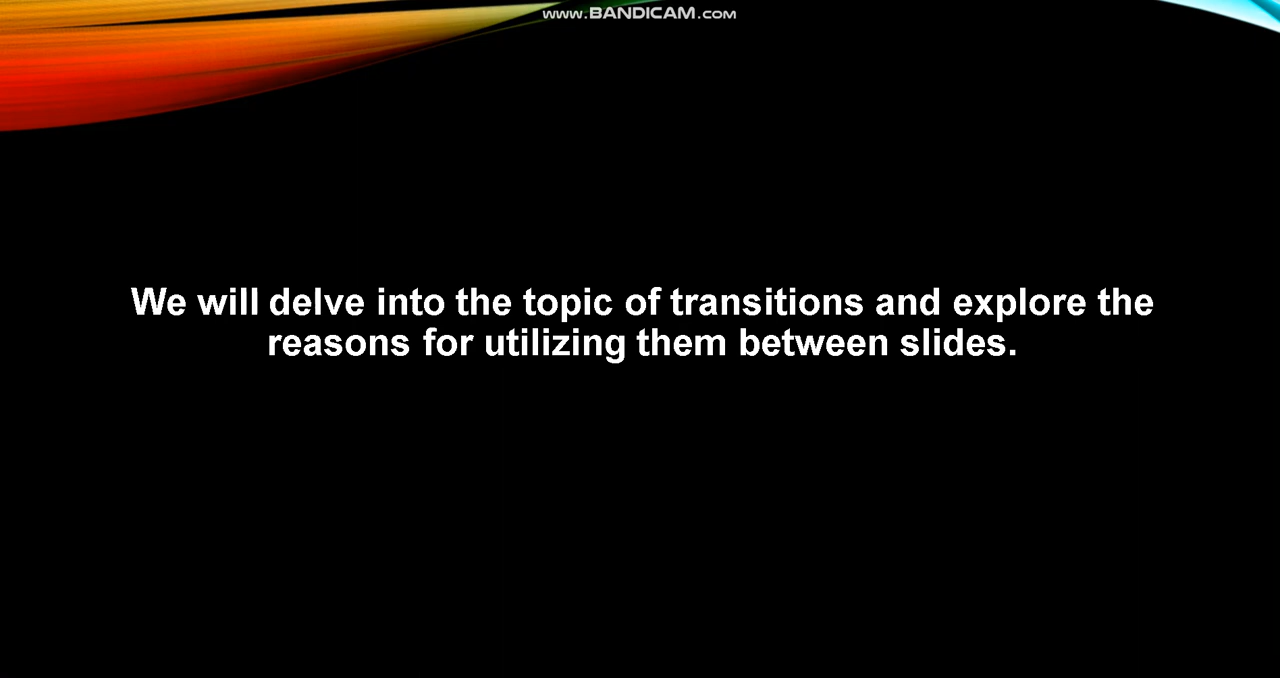 www.BANDICAM.com
We will delve into the topic of transitions and explore the
reasons for utilizing them between slides.